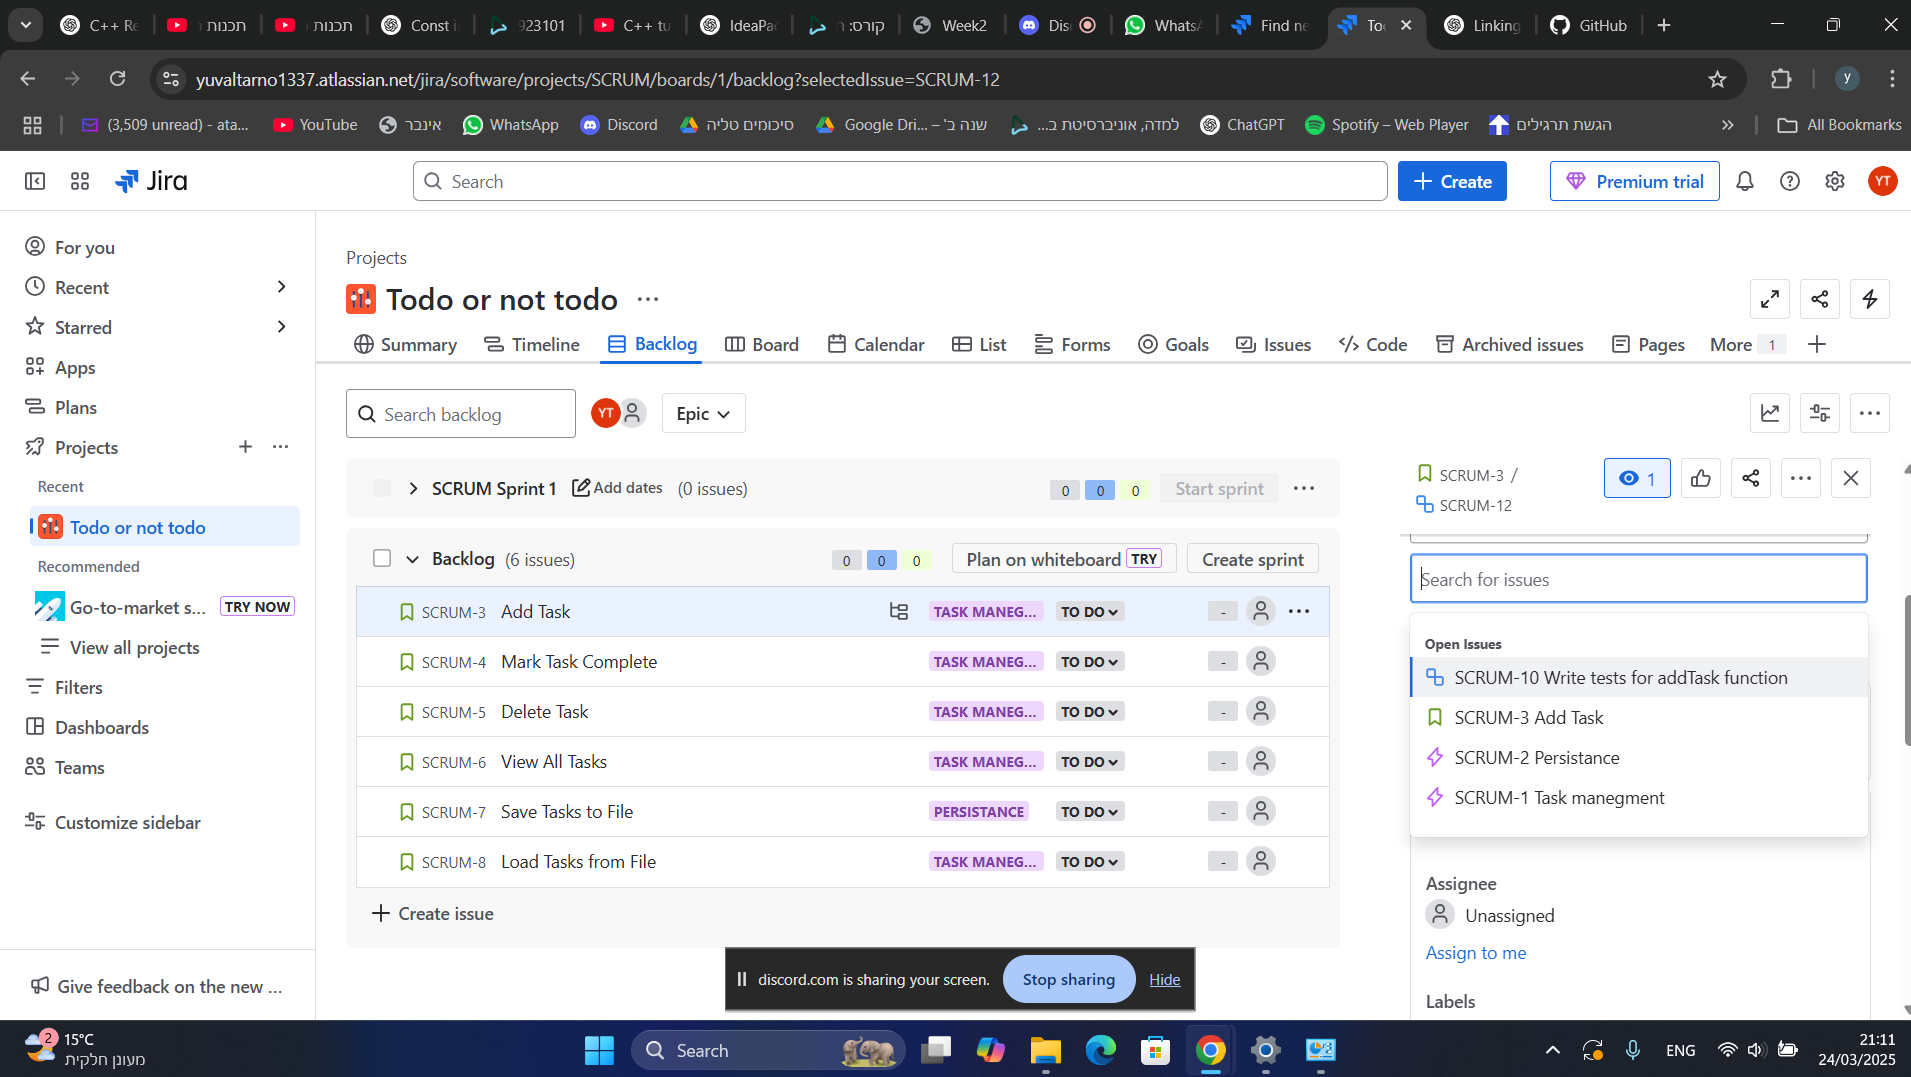 C++ Re
תכנות
תכנות
Const i
923101
C++ tu
IdeaPac
קורס: ח
Week2
Disc
WhatsA
Find ne
To
Linking
GitHub
yuvaltarno1337.atlassian.net/jira/software/projects/SCRUM/boards/1/backlog?selectedIssue=SCRUM-12
y
(3,509 unread) - ata...
YouTube
אינבר
WhatsApp
Discord
סיכומים טליה
Google Dri... – שנה ב'
למדה, אוניברסיטת ב...
ChatGPT
Spotify – Web Player
הגשת תרגילים
All Bookmarks
Jira
Search
Create
Premium trial
YT
For you
Recent
Starred
Apps
Plans
Projects
Recent
Todo or not todo
Recommended
Go-to-market s... TRY NOW
View all projects
Filters
Dashboards
Teams
Customize sidebar
Give feedback on the new ...
Projects
Todo or not todo
Summary
Timeline
Backlog
Board
Calendar
List
Forms
Goals
Issues
Code
Archived issues
Pages
More 1
Search backlog
YT
Epic
SCRUM Sprint 1 Add dates (0 issues) 0 0 0 Start sprint
Backlog (6 issues) 0 0 0 Plan on whiteboard TRY Create sprint
SCRUM-3 Add Task TASK MANEG... TO DO -
SCRUM-4 Mark Task Complete TASK MANEG... TO DO -
SCRUM-5 Delete Task TASK MANEG... TO DO -
SCRUM-6 View All Tasks TASK MANEG... TO DO -
SCRUM-7 Save Tasks to File PERSISTANCE TO DO -
SCRUM-8 Load Tasks from File TASK MANEG... TO DO -
Create issue
SCRUM-3 /
SCRUM-12
1
Search for issues
Open Issues
SCRUM-10 Write tests for addTask function
SCRUM-3 Add Task
SCRUM-2 Persistance
SCRUM-1 Task manegment
Assignee
Unassigned
Assign to me
Labels
discord.com is sharing your screen. Stop sharing Hide
2
15°C
מעונן חלקית
Search
ENG
21:11
24/03/2025